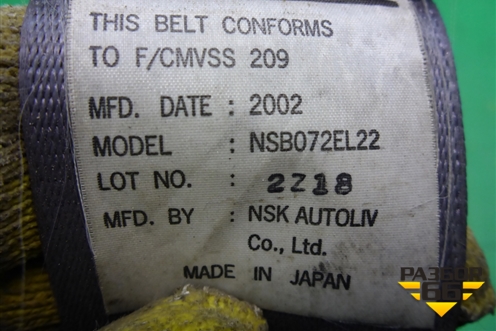 THIS BELT CONFORMS
TO F/CMVSS 209
MFD. DATE : 2002
MODEL : NSB072EL22
LOT NO. : 2218
MFD. BY : NSK AUTOLIV
Co., Ltd.
MADE IN JAPAN
РАЗБОР
66